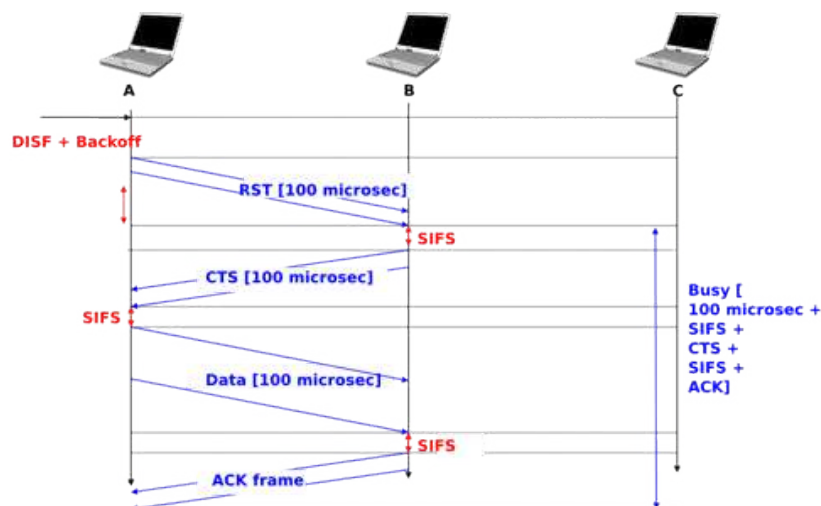 A
B
C
DISF + Backoff
RST [100 microsec]
SIFS
CTS [100 microsec]
SIFS
Busy [
100 microsec +
SIFS +
CTS +
SIFS +
ACK]
Data [100 microsec]
SIFS
ACK frame